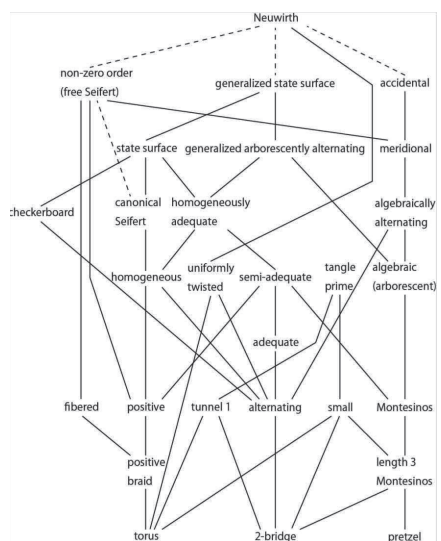 Neuwirth
non-zero order
(free Seifert)
generalized state surface
accidental
state surface
generalized arborescently alternating
meridional
checkerboard
canonical
Seifert
homogeneously
adequate
algebraically
alternating
homogeneous
uniformly
twisted
semi-adequate
tangle
prime
algebraic
(arborescent)
adequate
fibered
positive
tunnel 1
alternating
small
Montesinos
positive
braid
length 3
Montesinos
torus
2-bridge
pretzel